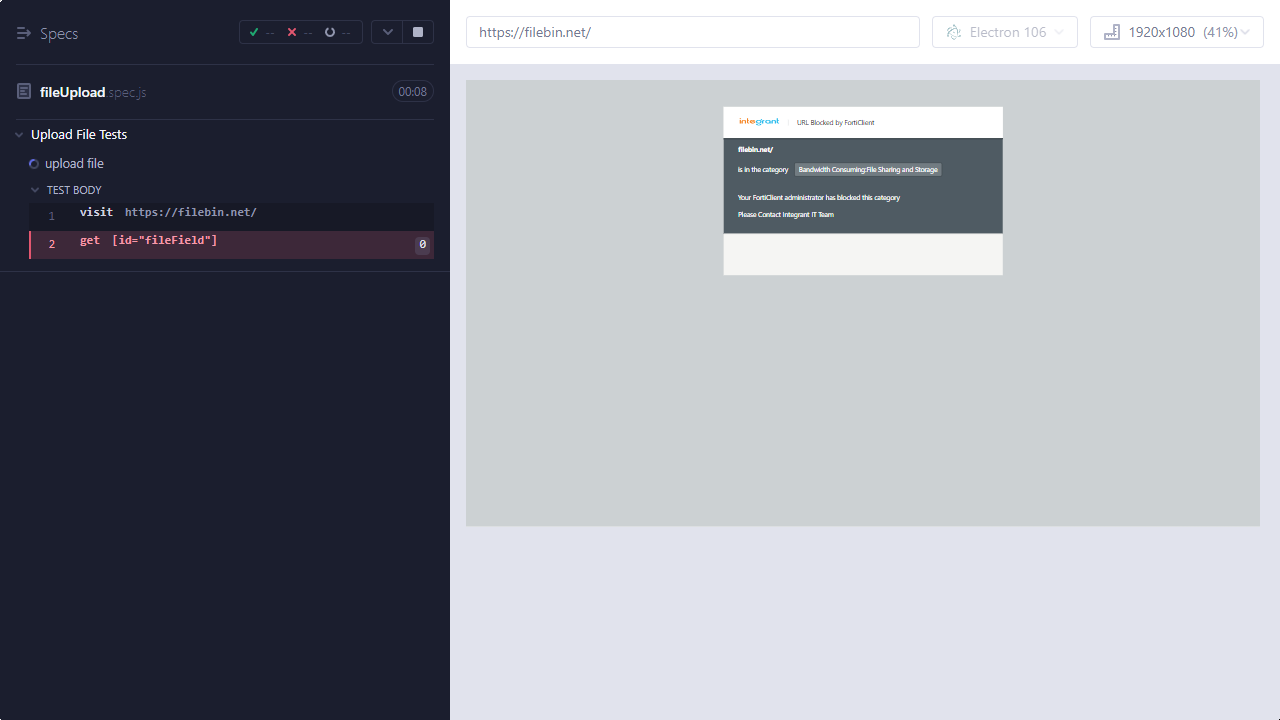 Specs
-- -- --
fileUpload.spec.js 00:08
Upload File Tests
upload file
TEST BODY
1 visit https://filebin.net/
2 get [id="fileField"] 0
https://filebin.net/ Electron 106 1920x1080 (41%)
integrant URL Blocked by FortiClient
filebin.net/
is in the category Bandwidth Consuming:File Sharing and Storage
Your FortiClient administrator has blocked this category
Please Contact Integrant IT Team